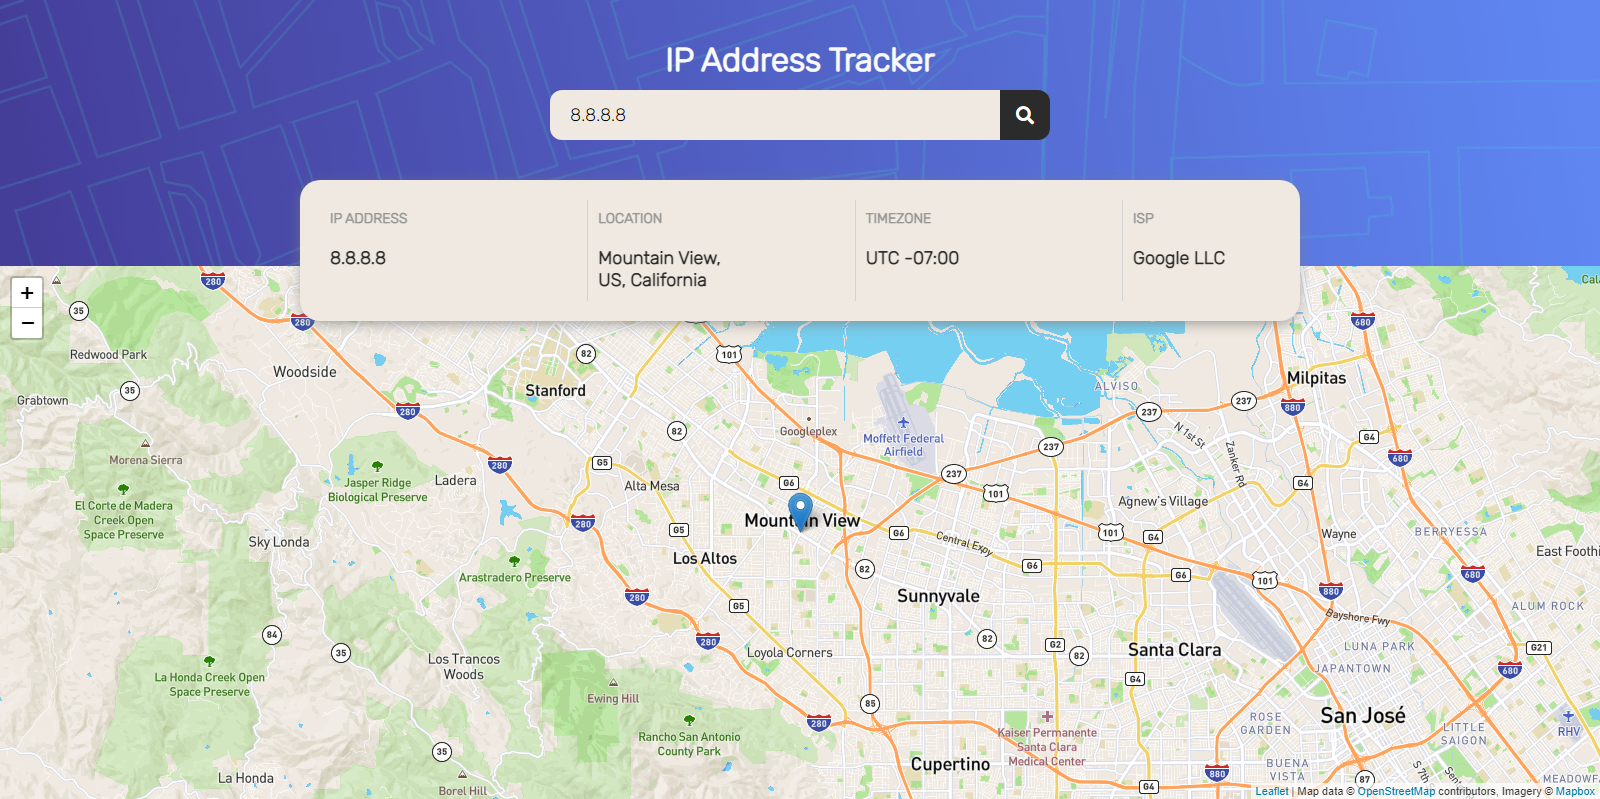 IP Address Tracker
8.8.8.8
IP ADDRESS
8.8.8.8
LOCATION
Mountain View,
US, California
TIMEZONE
UTC -07:00
ISP
Google LLC
+
−
280
35
280
680
Redwood Park
Woodside
82
101
Stanford
35
Grabtown
280
ALVISO
Milpitas
237
237
880
82
Googleplex
Moffett Federal
Airfield
237
N 1st St
Zanker Rd
G4
680
Morena Sierra
280
G5
237
Jasper Ridge
Biological Preserve
Ladera
Alta Mesa
G6
101
Agnew's Village
G4
El Corte de Madera
Creek Open
Space Preserve
280
Mountain View
G5
G6
101
G4
Wayne
BERRYESSA
Sky Londa
Los Altos
82
Central Expy
G6
G6
101
680
Arastradero Preserve
280
G5
Sunnyvale
880
Bayshore Fwy
ALUM ROCK
84
35
280
Loyola Corners
82
G2
82
Santa Clara
LUNA PARK
JAPANTOWN
G21
680
La Honda Creek Open
Space Preserve
Los Trancos
Woods
Ewing Hill
G4
280
85
Rancho San Antonio
County Park
Kaiser Permanente
Santa Clara
Medical Center
ROSE
GARDEN
San José
LITTLE
SAIGON
RHV
35
La Honda
Borel Hill
Cupertino
880
G4
BUENA
VISTA
87
Leaflet | Map data © OpenStreetMap contributors, Imagery © Mapbox